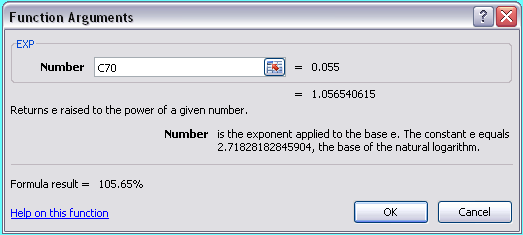 Function Arguments
EXP
Number C70 = 0.055
= 1.056540615
Returns e raised to the power of a given number.
Number is the exponent applied to the base e. The constant e equals
2.71828182845904, the base of the natural logarithm.
Formula result = 105.65%
Help on this function OK Cancel